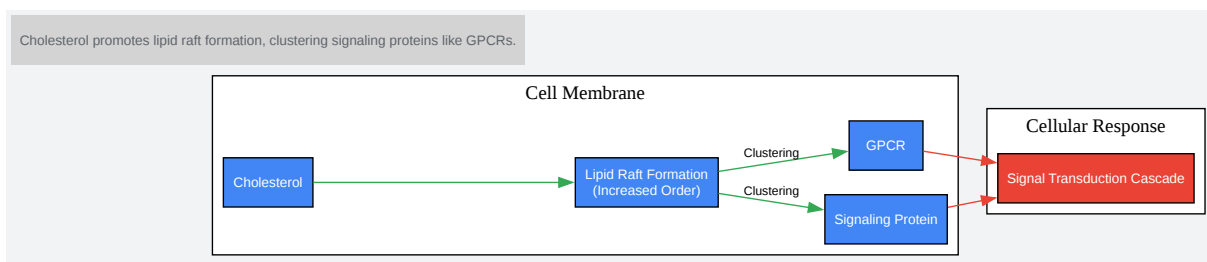 Cholesterol promotes lipid raft formation, clustering signaling proteins like GPCRs.
Cell Membrane
Cholesterol
Lipid Raft Formation
(Increased Order)
Clustering
Clustering
GPCR
Signaling Protein
Cellular Response
Signal Transduction Cascade